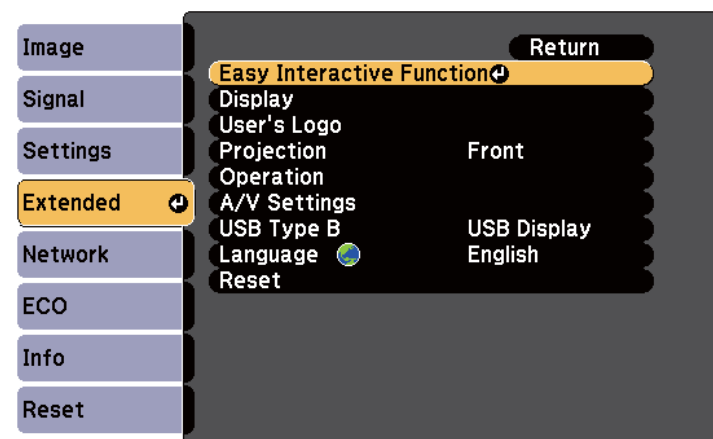 Image
Signal
Settings
Extended
Network
ECO
Info
Reset
Return
Easy Interactive Function
Display
User's Logo
Projection Front
Operation
A/V Settings
USB Type B USB Display
Language English
Reset